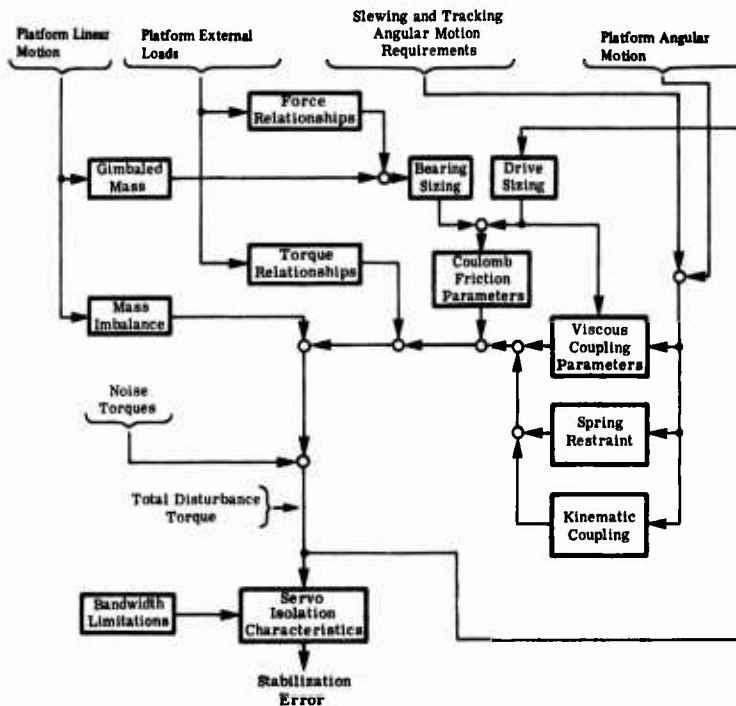 Platform Linear
Motion
Platform External
Loads
Slewing and Tracking
Angular Motion
Requirements
Platform Angular
Motion
Force
Relationships
Gimbaled
Mass
Bearing
Sizing
Drive
Sizing
Torque
Relationships
Coulomb
Friction
Parameters
Mass
Imbalance
Viscous
Coupling
Parameters
Noise
Torques
Spring
Restraint
Total Disturbance
Torque
Kinematic
Coupling
Bandwidth
Limitations
Servo
Isolation
Characteristics
Stabilization
Error